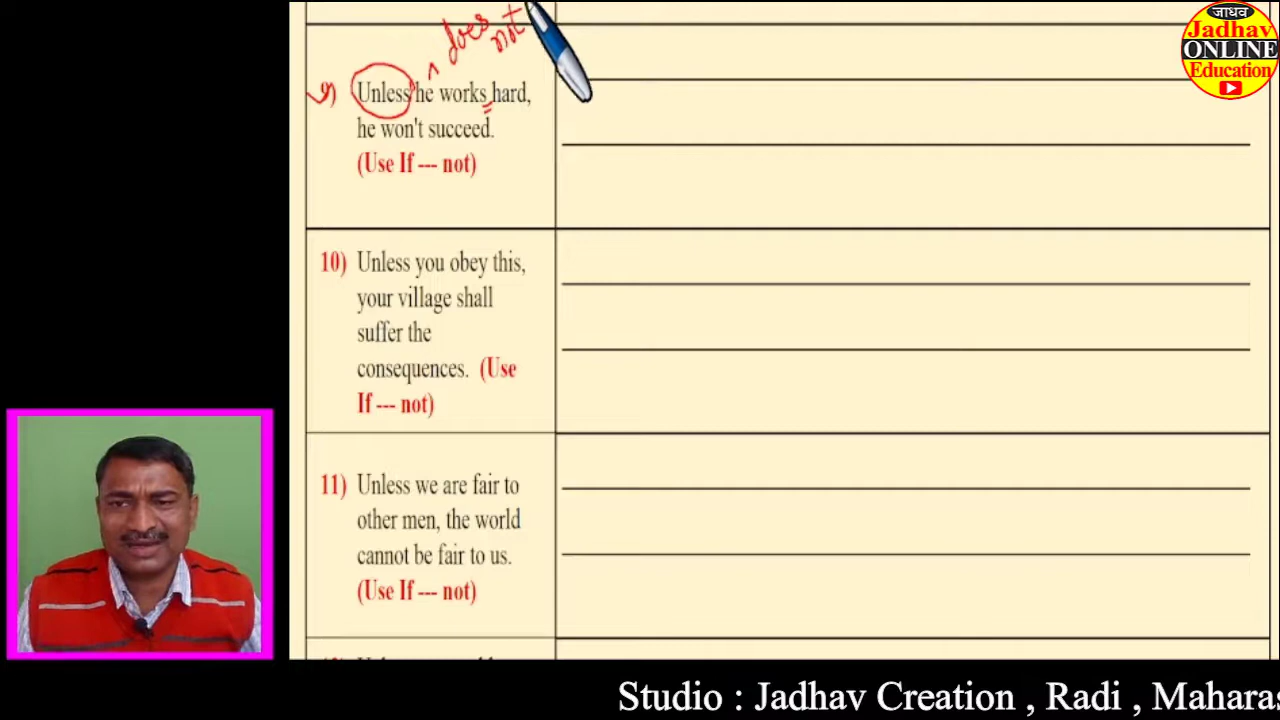 जाधव
Jadhav
ONLINE
Education
does
not
9)
^
Unless he works hard,
he won't succeed.
(Use If --- not)
10) Unless you obey this,
your village shall
suffer the
consequences. (Use
If --- not)
11) Unless we are fair to
other men, the world
cannot be fair to us.
(Use If --- not)
Studio : Jadhav Creation , Radi , Maharas